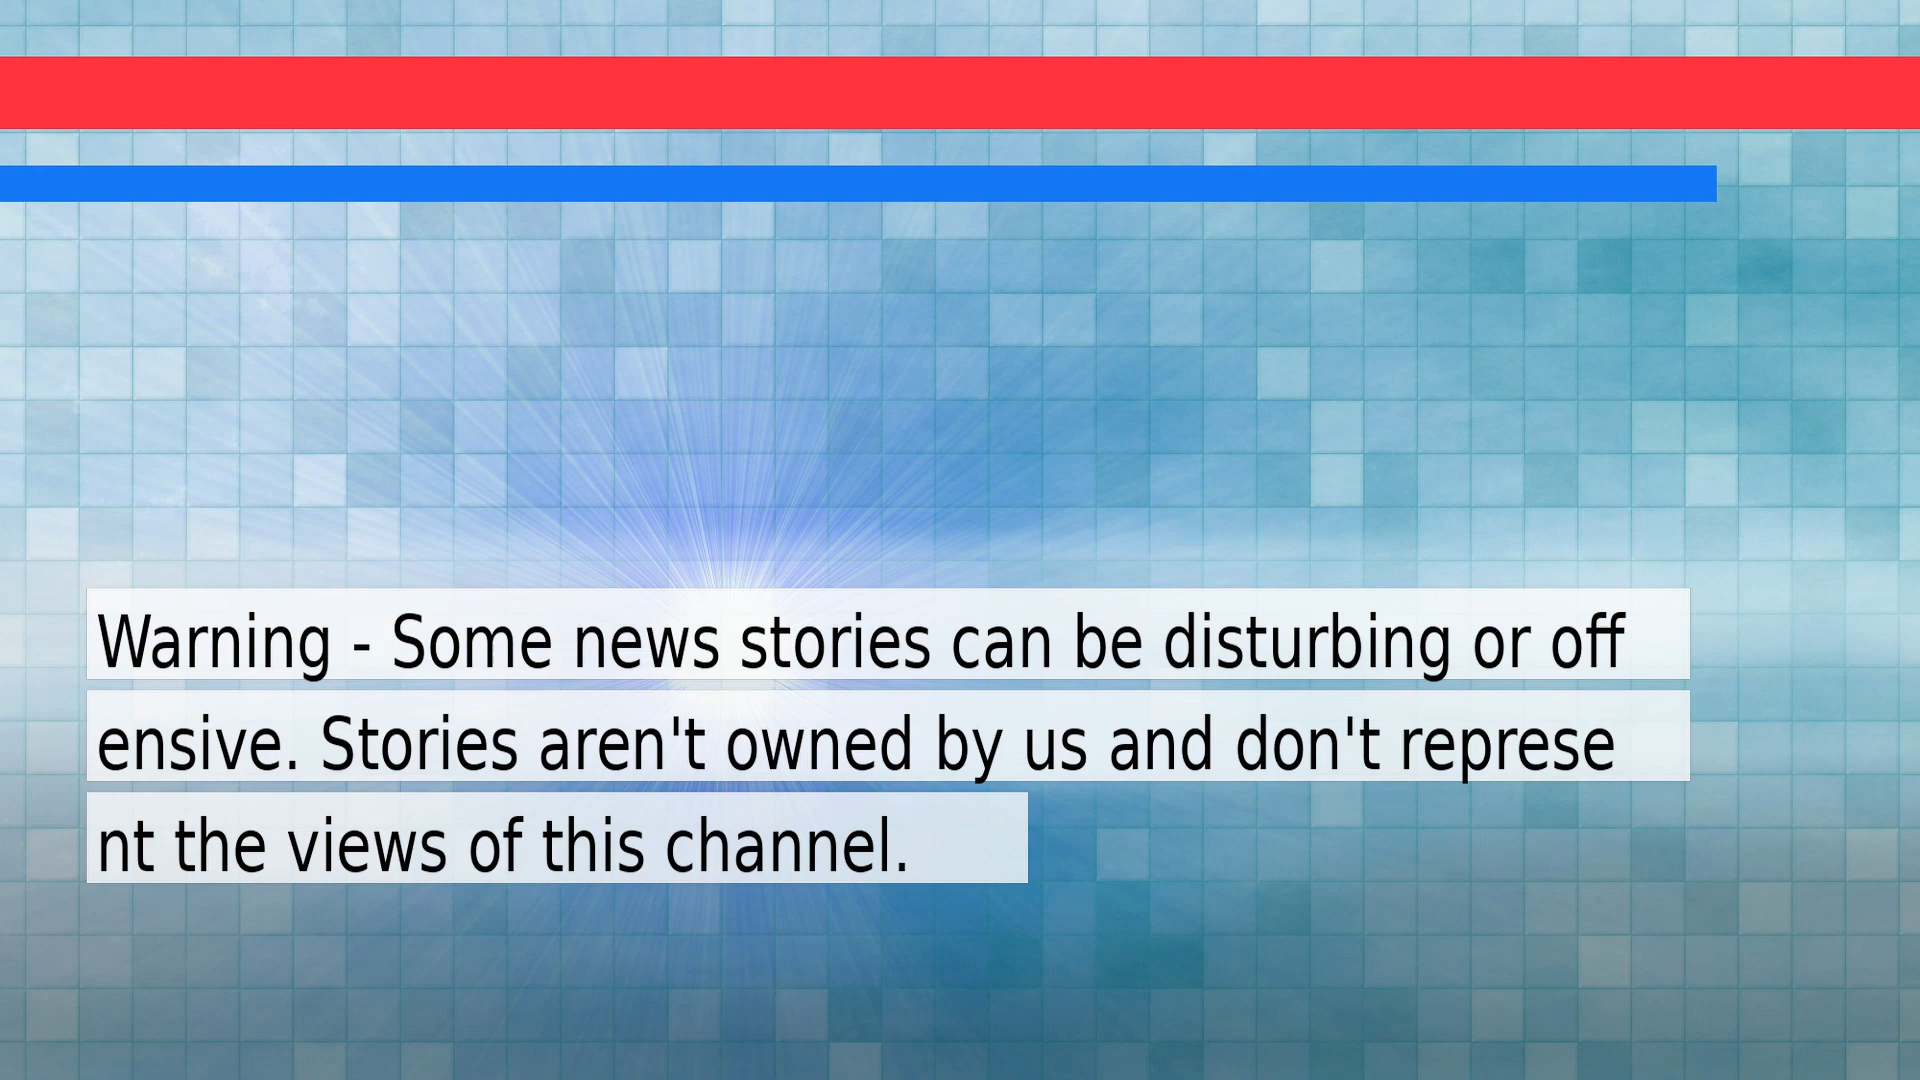 Warning - Some news stories can be disturbing or off
ensive. Stories aren't owned by us and don't represe
nt the views of this channel.